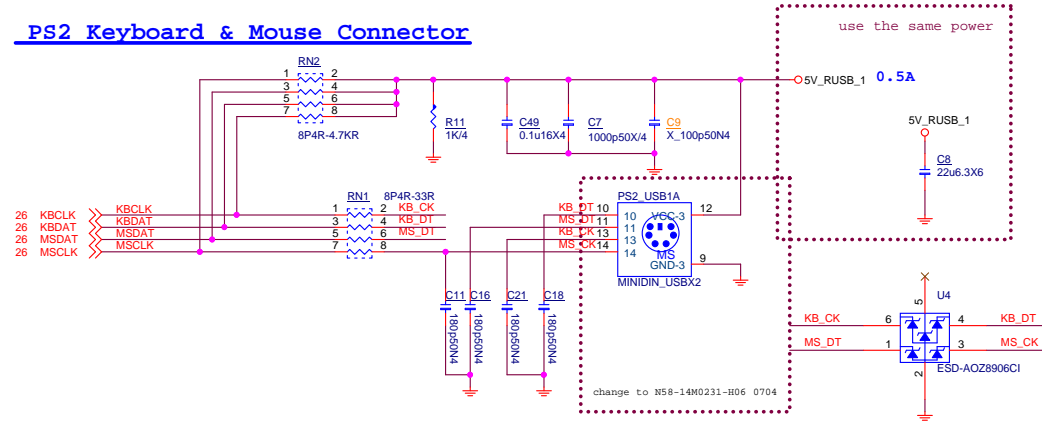 PS2 Keyboard & Mouse Connector
use the same power
RN2
1 2
3 4
5 6
7 8
8P4R-4.7KR
R11
1K/4
C49
0.1u16X4
C7
1000p50X/4
C9
X_100p50N4
5V_RUSB_1 0.5A
5V_RUSB_1
C8
22u6.3X6
26 KBCLK KBCLK
26 KBDAT KBDAT
26 MSDAT MSDAT
26 MSCLK MSCLK
RN1 8P4R-33R
1 2 KB_CK
3 4 KB_DT
5 6 MS_DT
7 8
PS2_USB1A
KB_DT 10 10 VCC-3 12
MS_DT 11 11
KB_CK 13 13
MS_CK 14 14 MS
GND-3 9
MINIDIN_USBX2
C11
180p50N4
C16
180p50N4
C21
180p50N4
C18
180p50N4
change to N58-14M0231-H06 0704
U4
5
KB_CK 6 4 KB_DT
MS_DT 1 3 MS_CK
2
ESD-AOZ8906CI